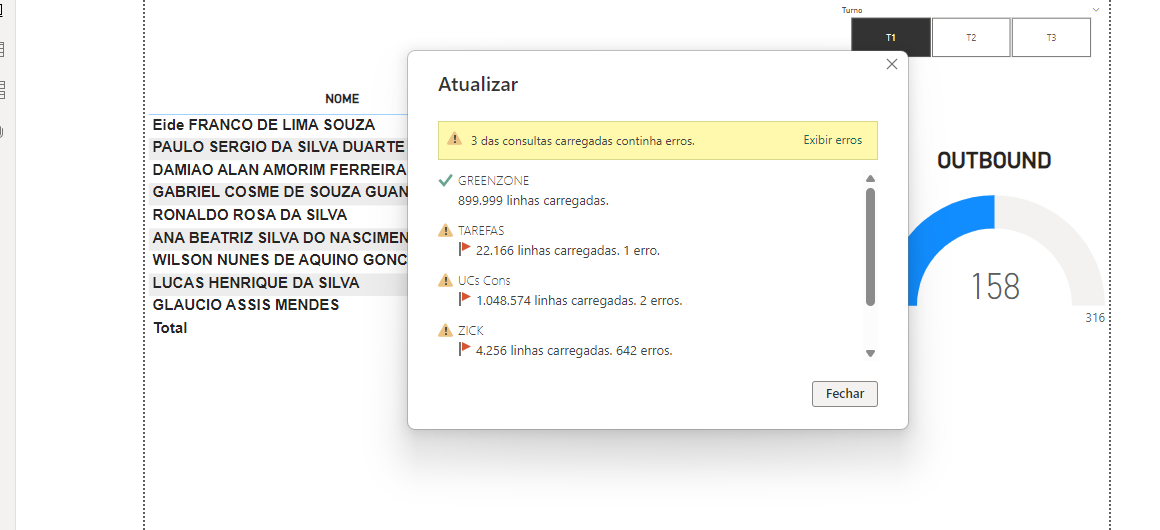 Turno
T1
T2
T3
Atualizar
3 das consultas carregadas continha erros.
Exibir erros
GREENZONE
899.999 linhas carregadas.
TAREFAS
22.166 linhas carregadas. 1 erro.
UCs Cons
1.048.574 linhas carregadas. 2 erros.
ZICK
4.256 linhas carregadas. 642 erros.
Fechar
NOME
Eide FRANCO DE LIMA SOUZA
PAULO SERGIO DA SILVA DUARTE
DAMIAO ALAN AMORIM FERREIRA
GABRIEL COSME DE SOUZA GUAN
RONALDO ROSA DA SILVA
ANA BEATRIZ SILVA DO NASCIMEN
WILSON NUNES DE AQUINO GONC
LUCAS HENRIQUE DA SILVA
GLAUCIO ASSIS MENDES
Total
OUTBOUND
158
316